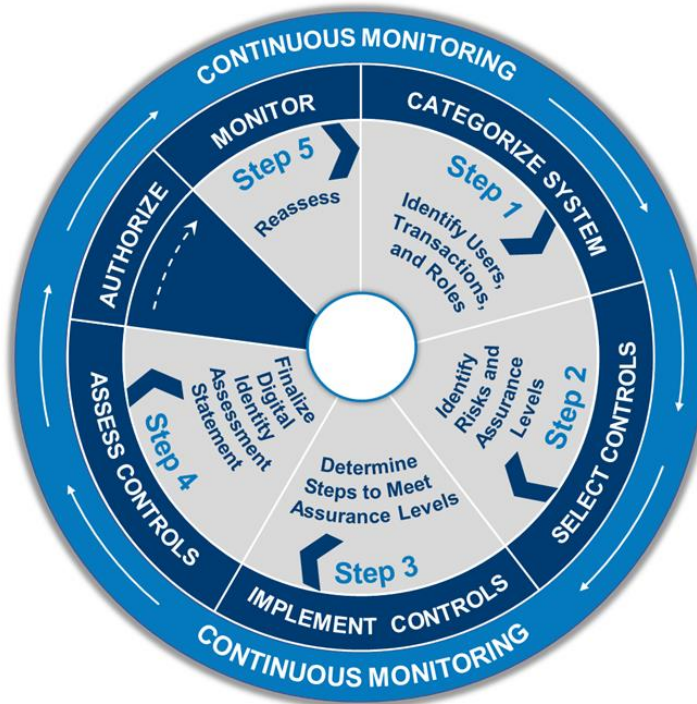 CONTINUOUS MONITORING
CATEGORIZE SYSTEM
Step 1
Identify Users,
Transactions,
and Roles
SELECT CONTROLS
Step 2
Identify
Risks and
Assurance
Levels
IMPLEMENT CONTROLS
Step 3
Determine
Steps to Meet
Assurance Levels
ASSESS CONTROLS
Step 4
Finalize
Digital
Identity
Assessment
Statement
AUTHORIZE
MONITOR
Step 5
Reassess
CONTINUOUS MONITORING